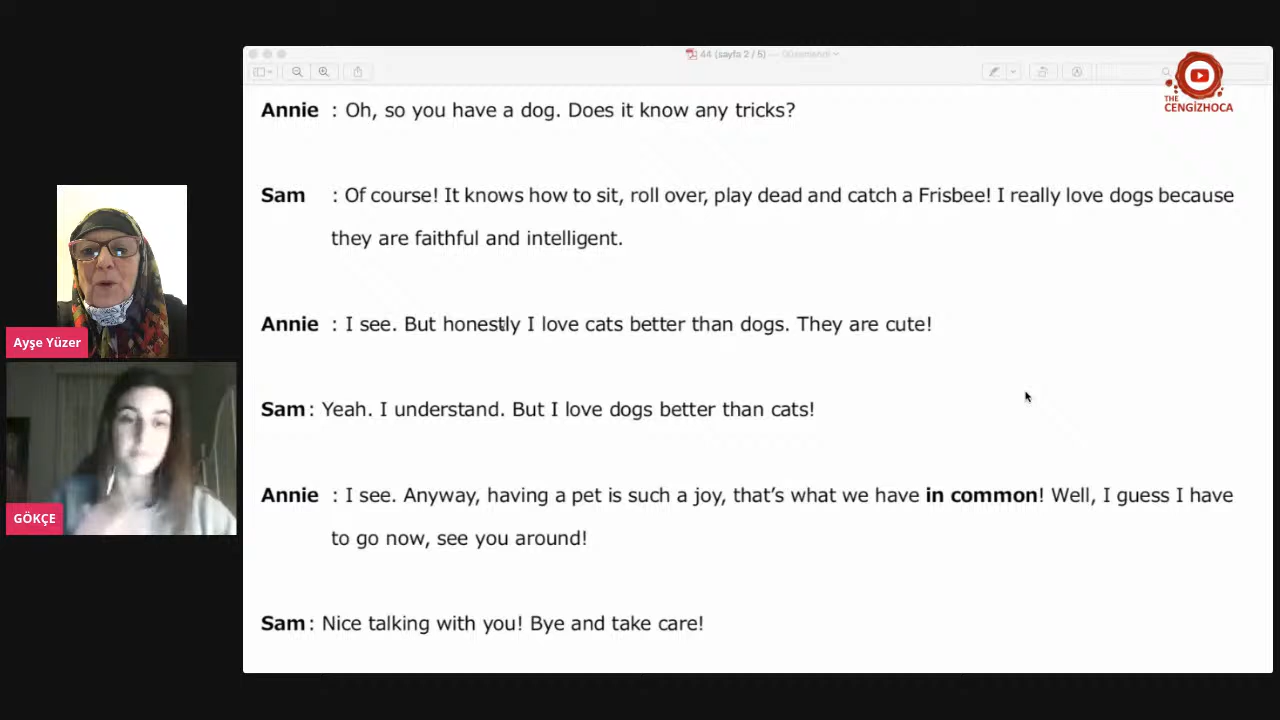 44 (sayfa 2 / 5)
THE
CENGİZHOCA
Annie : Oh, so you have a dog. Does it know any tricks?
Sam : Of course! It knows how to sit, roll over, play dead and catch a Frisbee! I really love dogs because
they are faithful and intelligent.
Annie : I see. But honestly I love cats better than dogs. They are cute!
Sam : Yeah. I understand. But I love dogs better than cats!
Annie : I see. Anyway, having a pet is such a joy, that’s what we have in common! Well, I guess I have
to go now, see you around!
Sam : Nice talking with you! Bye and take care!
Ayşe Yüzer
GÖKÇE